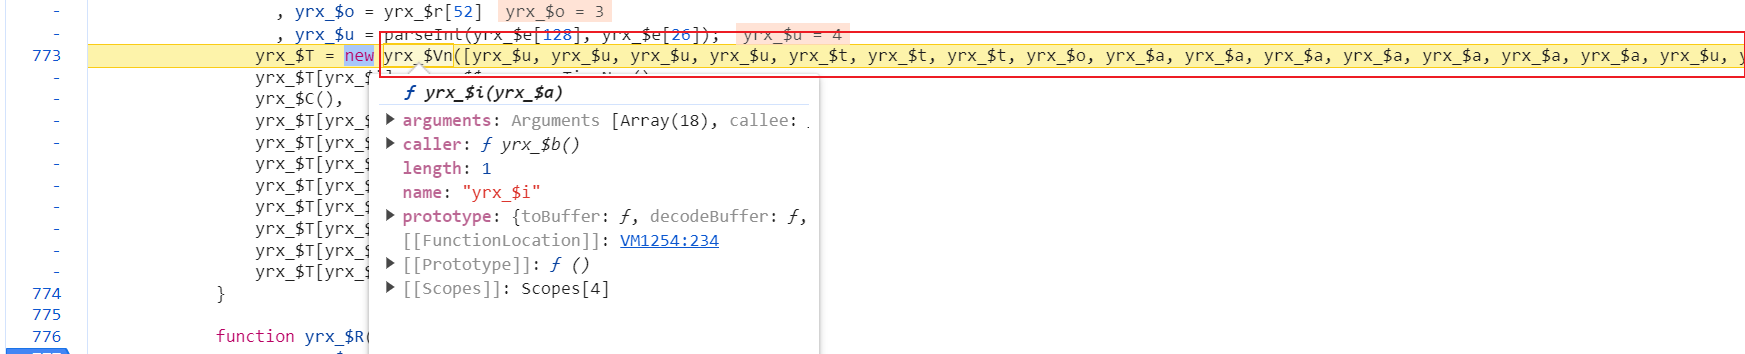 - , yrx_$o = yrx_$r[52] yrx_$o = 3
- , yrx_$u = parseInt(yrx_$e[128], yrx_$e[26]); yrx_$u = 4
773 yrx_$T = new yrx_$Vn([yrx_$u, yrx_$u, yrx_$u, yrx_$u, yrx_$t, yrx_$t, yrx_$t, yrx_$o, yrx_$a, yrx_$a, yrx_$a, yrx_$a, yrx_$a, yrx_$a, yrx_$a, yrx_$u, y
- yrx_$T[yrx_$
ƒ yrx_$i(yrx_$a)
- yrx_$C(),
- yrx_$T[yrx_$
arguments: Arguments [Array(18), callee:
- yrx_$T[yrx_$
caller: ƒ yrx_$b()
- yrx_$T[yrx_$
length: 1
- yrx_$T[yrx_$
name: "yrx_$i"
- yrx_$T[yrx_$
prototype: {toBuffer: ƒ, decodeBuffer: ƒ,
- yrx_$T[yrx_$
[[FunctionLocation]]: VM1254:234
- yrx_$T[yrx_$
[[Prototype]]: ƒ ()
- yrx_$T[yrx_$
[[Scopes]]: Scopes[4]
774 }
775
776 function yrx_$R(